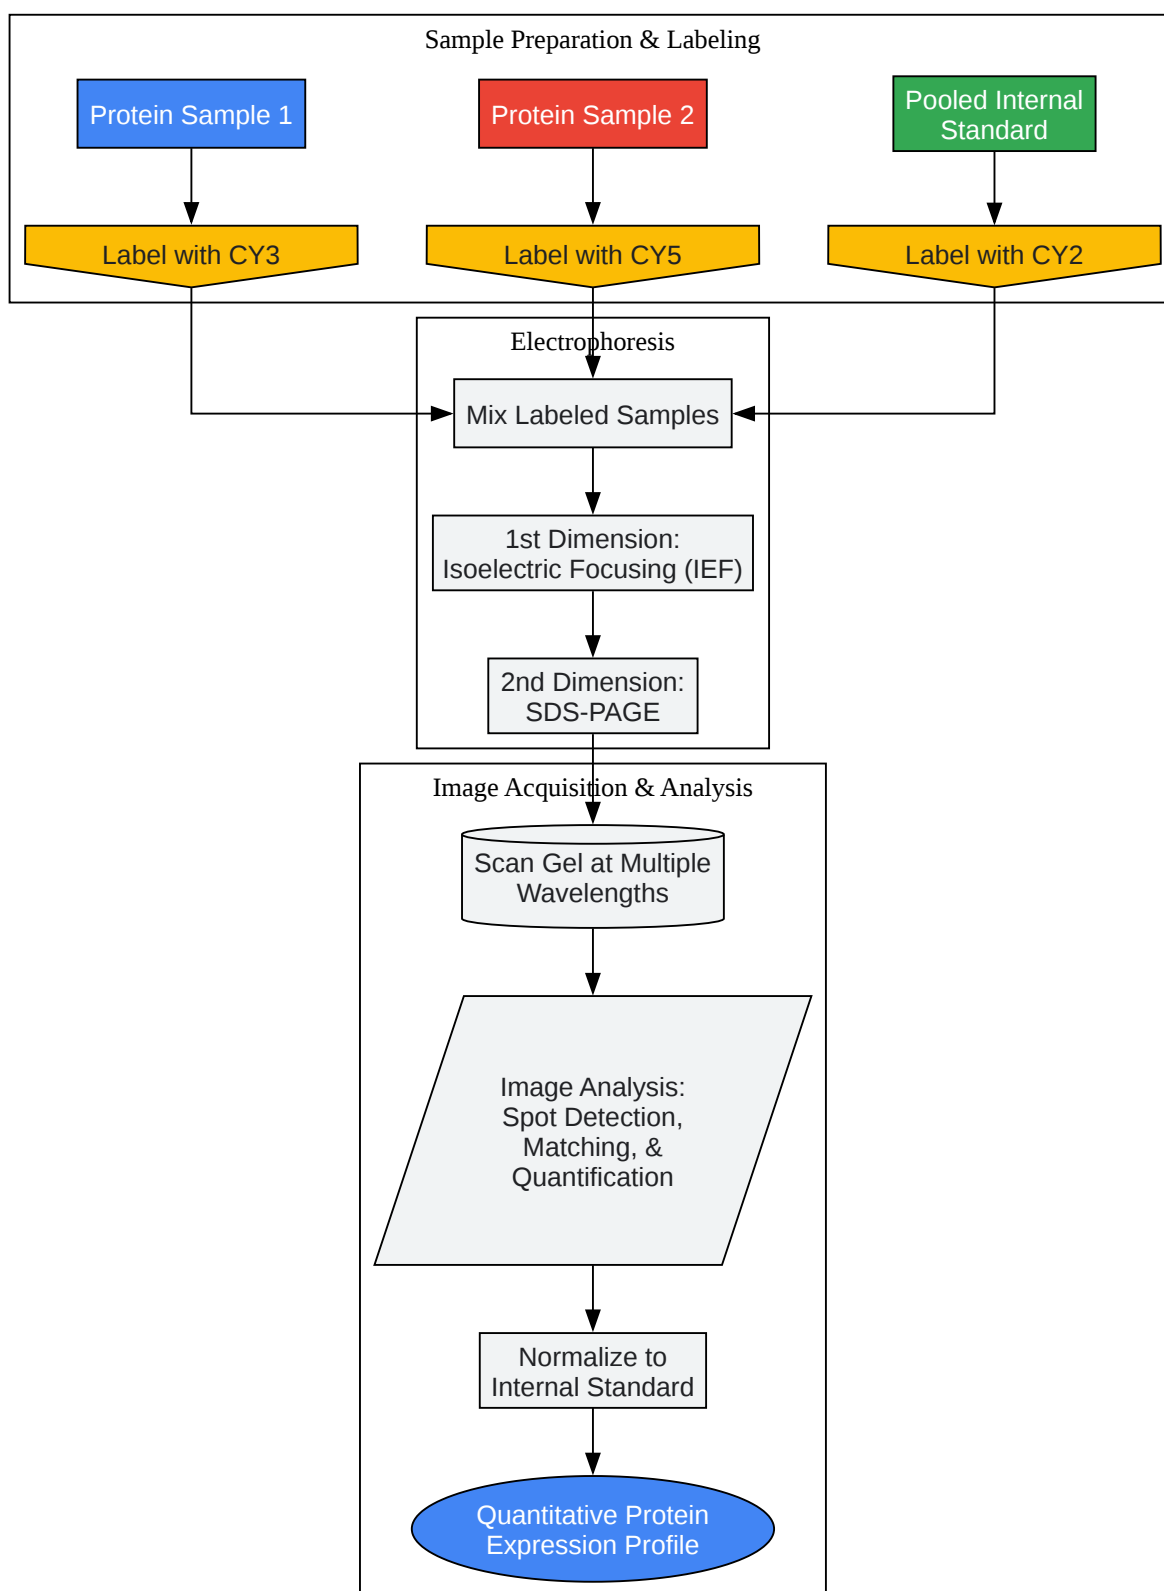 Sample Preparation & Labeling
Protein Sample 1
Protein Sample 2
Pooled Internal
Standard
Label with CY3
Label with CY5
Label with CY2
Electrophoresis
Mix Labeled Samples
1st Dimension:
Isoelectric Focusing (IEF)
2nd Dimension:
SDS-PAGE
Image Acquisition & Analysis
Scan Gel at Multiple
Wavelengths
Image Analysis:
Spot Detection,
Matching, &
Quantification
Normalize to
Internal Standard
Quantitative Protein
Expression Profile